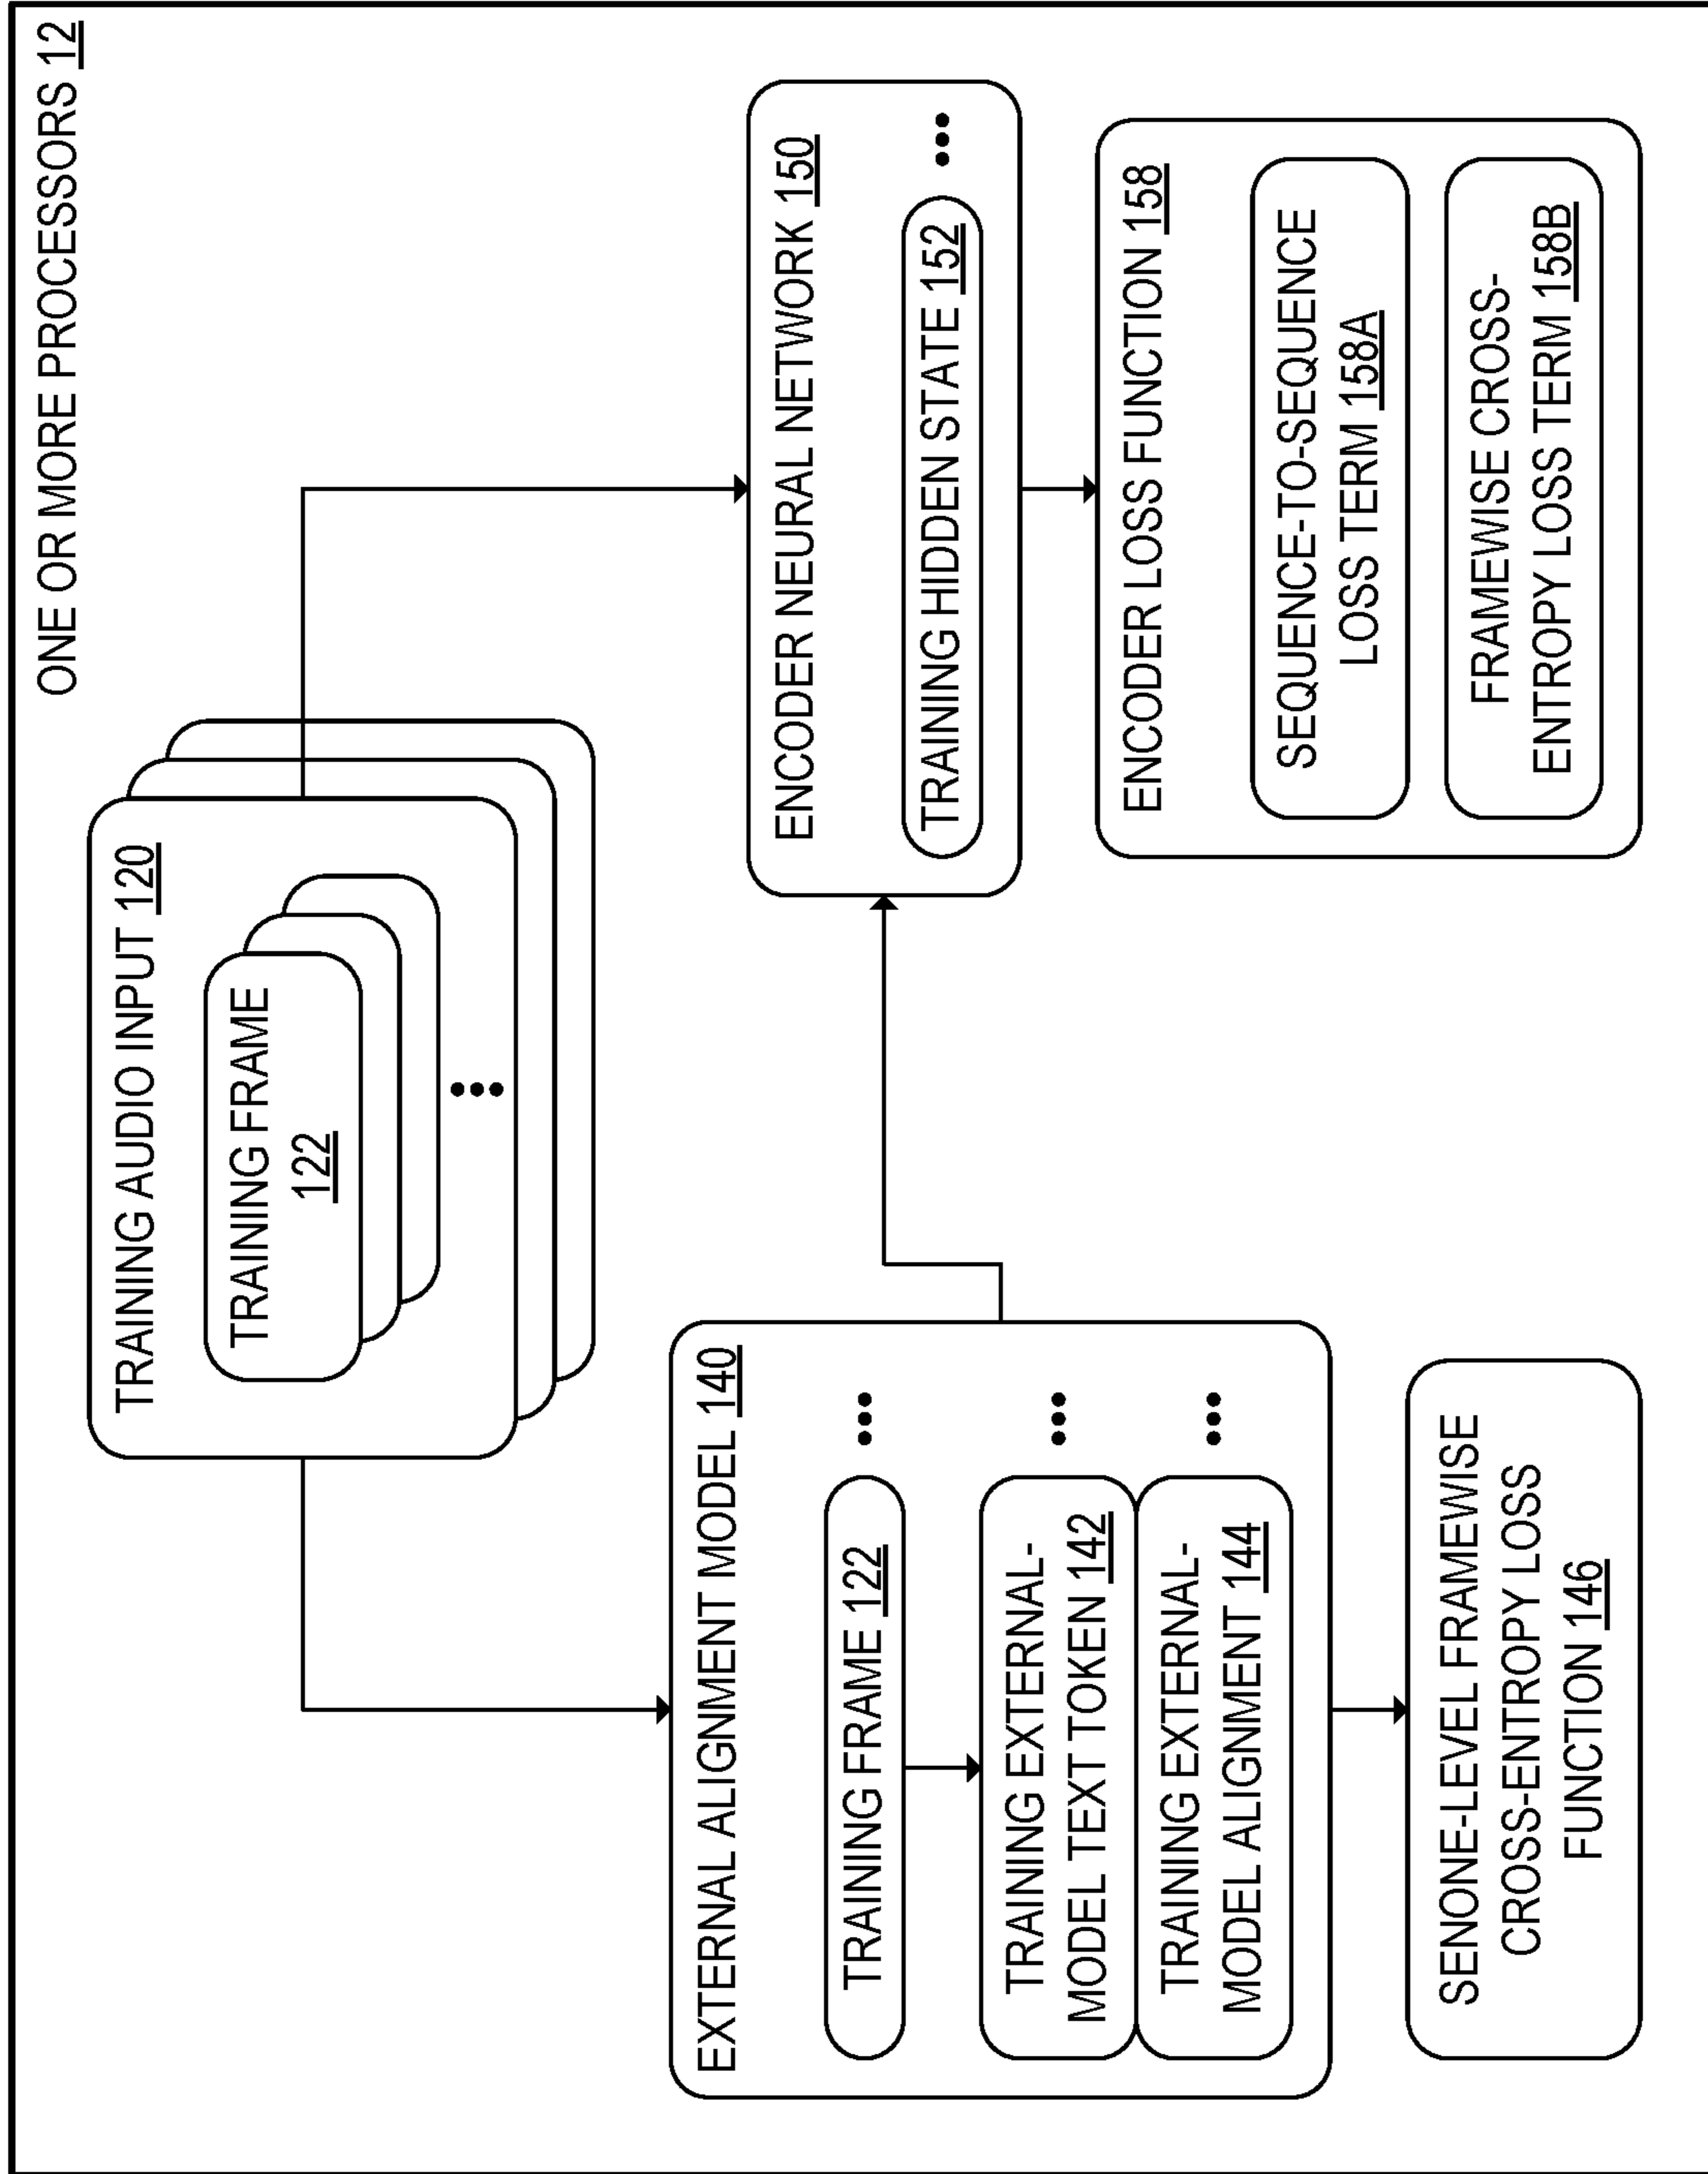 ONE OR MORE PROCESSORS 12
TRAINING AUDIO INPUT 120
TRAINING FRAME
122
EXTERNAL ALIGNMENT MODEL 140
TRAINING FRAME 122
TRAINING EXTERNAL-
MODEL TEXT TOKEN 142
TRAINING EXTERNAL-
MODEL ALIGNMENT 144
SENONE-LEVEL FRAMEWISE
CROSS-ENTROPY LOSS
FUNCTION 146
ENCODER NEURAL NETWORK 150
TRAINING HIDDEN STATE 152
ENCODER LOSS FUNCTION 158
SEQUENCE-TO-SEQUENCE
LOSS TERM 158A
FRAMEWISE CROSS-
ENTROPY LOSS TERM 158B